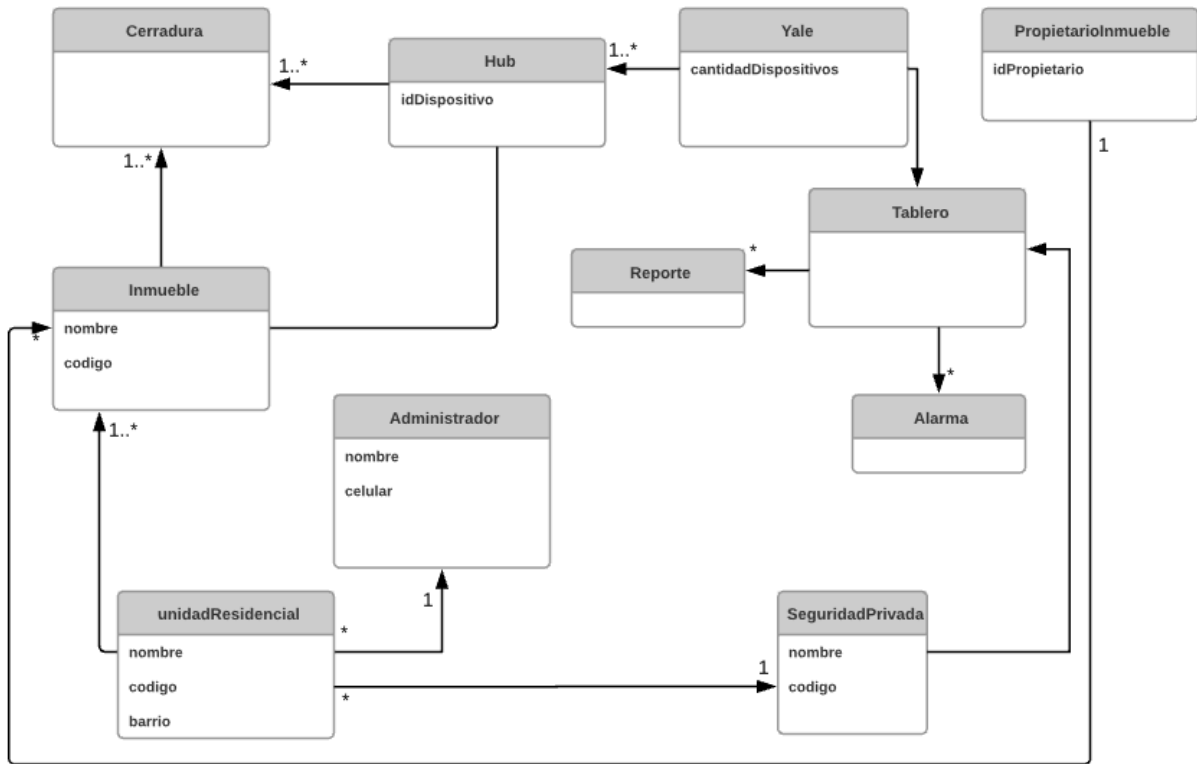 Cerradura
Hub
idDispositivo
Yale
cantidadDispositivos
PropietarioInmueble
idPropietario
1..*
1..*
1
1..*
Tablero
Reporte
*
Inmueble
nombre
codigo
*
*
Alarma
1..*
Administrador
nombre
celular
1
unidadResidencial
nombre
codigo
barrio
*
*
1
SeguridadPrivada
nombre
codigo